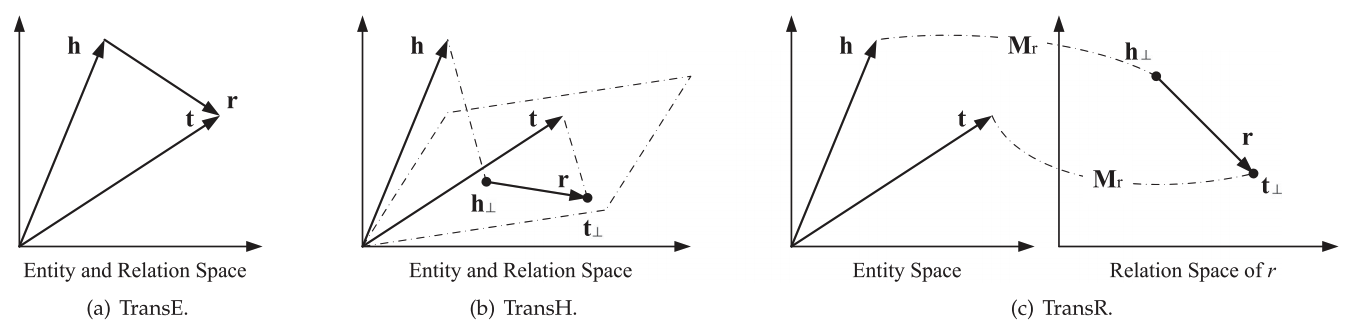 h
r
t
Entity and Relation Space
(a) TransE.
h
t
r
h⊥
t⊥
Entity and Relation Space
(b) TransH.
h
t
Mr
Mr
Entity Space
h⊥
r
t⊥
Relation Space of r
(c) TransR.